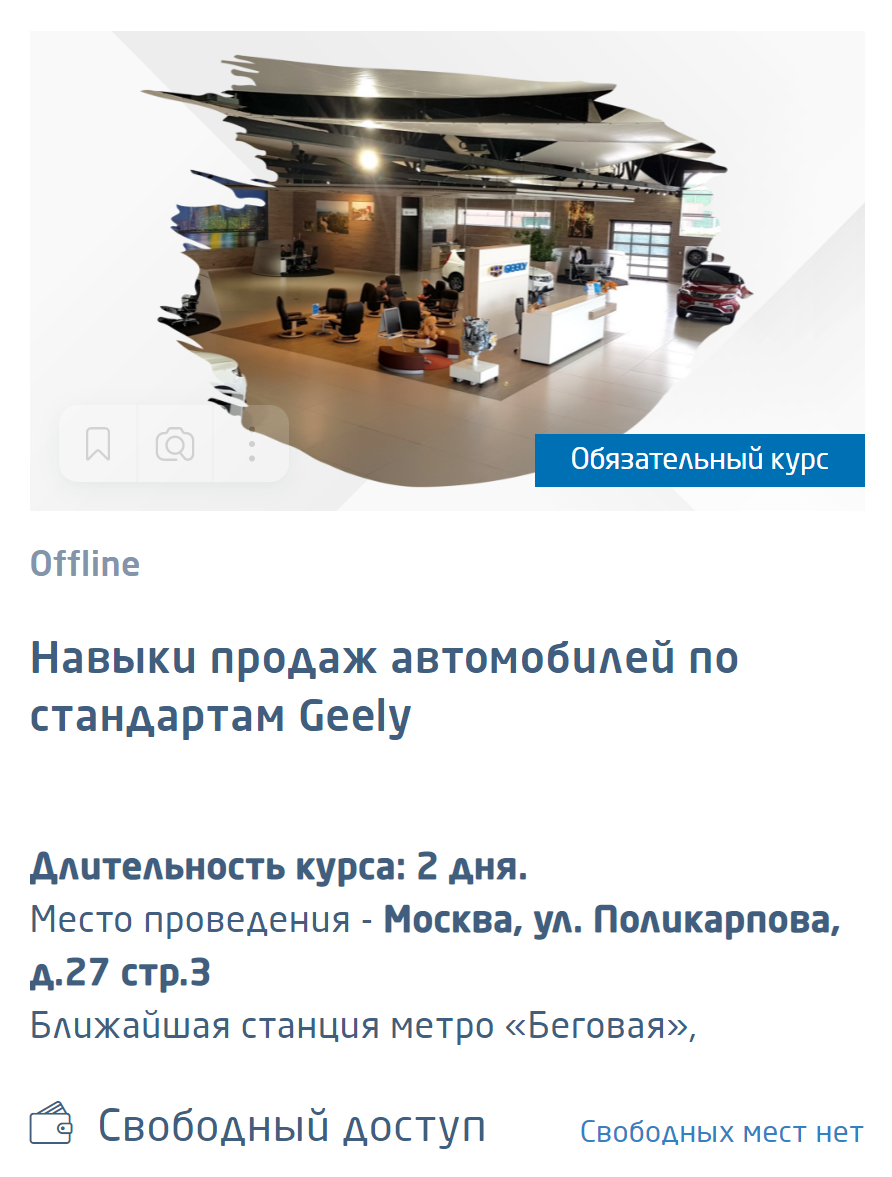 GEELY
Обязательный курс
Offline
Навыки продаж автомобилей по
стандартам Geely
Длительность курса: 2 дня.
Место проведения - Москва, ул. Поликарпова,
д.27 стр.3
Ближайшая станция метро «Беговая»,
Свободный доступ
Свободных мест нет